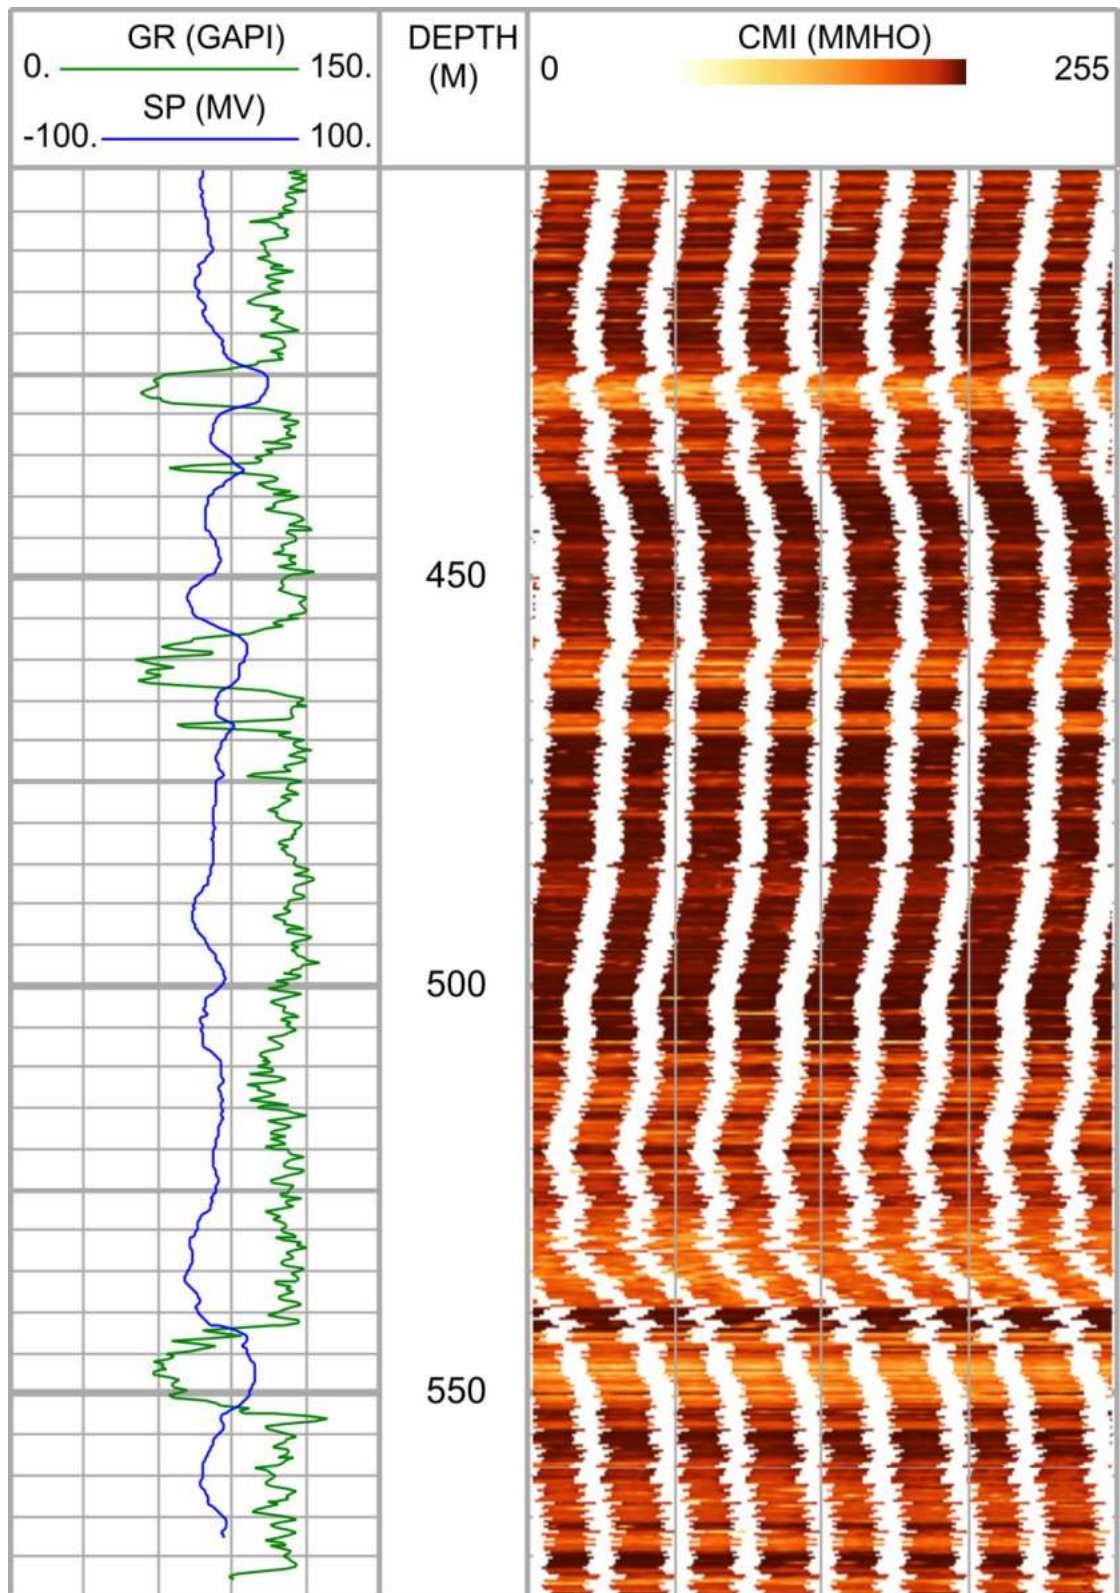 GR (GAPI)
0. 150.
SP (MV)
-100. 100.
DEPTH
(M)
CMI (MMHO)
0 255
450
500
550